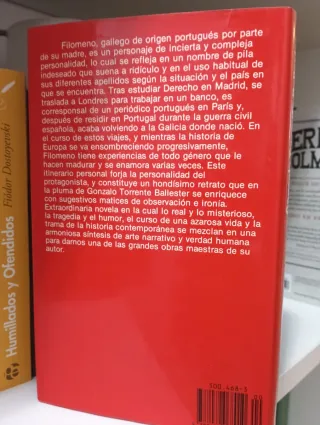 Filomeno, gallego de origen portugués por parte
de su madre, es un personaje de incierta y compleja
personalidad, lo cual se refleja en un nombre de pila
indeseado que suena a ridículo y en el uso habitual de
sus diferentes apellidos según la situación y el país en
que se encuentra. Tras estudiar Derecho en Madrid, se
traslada a Londres para trabajar en un banco, es
corresponsal de un periódico portugués en París y,
después de residir en Portugal durante la guerra civil
española, acaba volviendo a la Galicia donde nació. En
el curso de estos viajes, y mientras la historia de
Europa se va ensombreciendo progresivamente,
Filomeno tiene experiencias de todo género que le
hacen madurar y se enamora varias veces. Este
itinerario personal forja la personalidad del
protagonista, y constituye un hondísimo retrato que en
la pluma de Gonzalo Torrente Ballester se enriquece
con sugestivos matices de observación e ironía.
Extraordinaria novela en la cual lo real y lo misterioso,
la tragedia y el humor, el curso de una azarosa vida y la
trama de la historia contemporánea se mezclan en una
armoniosa síntesis de arte narrativo y verdad humana
para darnos una de las grandes obras maestras de su
autor.
Humillados y Ofendidos
Fiódor Dostoyevski